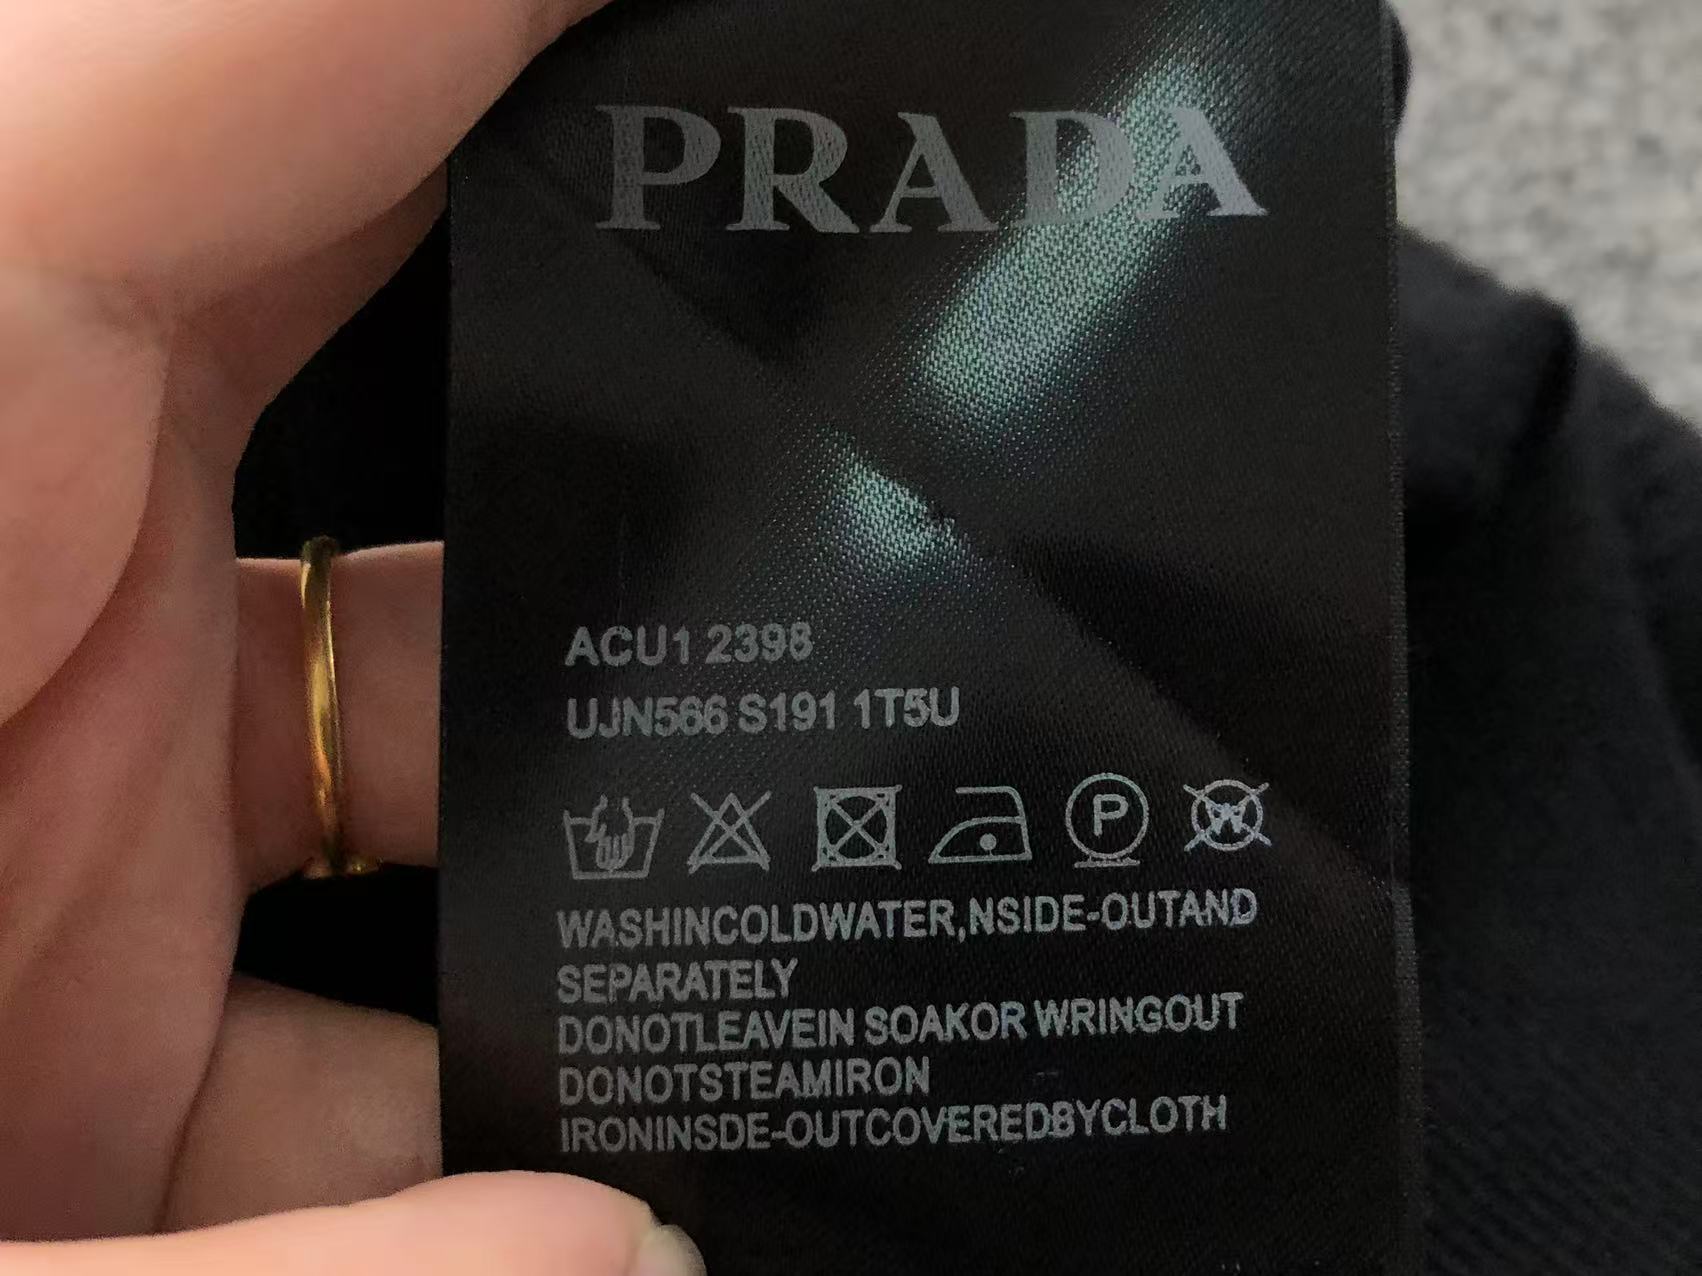 PRADA
ACU1 2398
UJN566 S191 1T5U
P W
WASHINCOLDWATER,NSIDE-OUTAND
SEPARATELY
DONOTLEAVEIN SOAKOR WRINGOUT
DONOTSTEAMIRON
IRONINSDE-OUTCOVEREDBYCLOTH